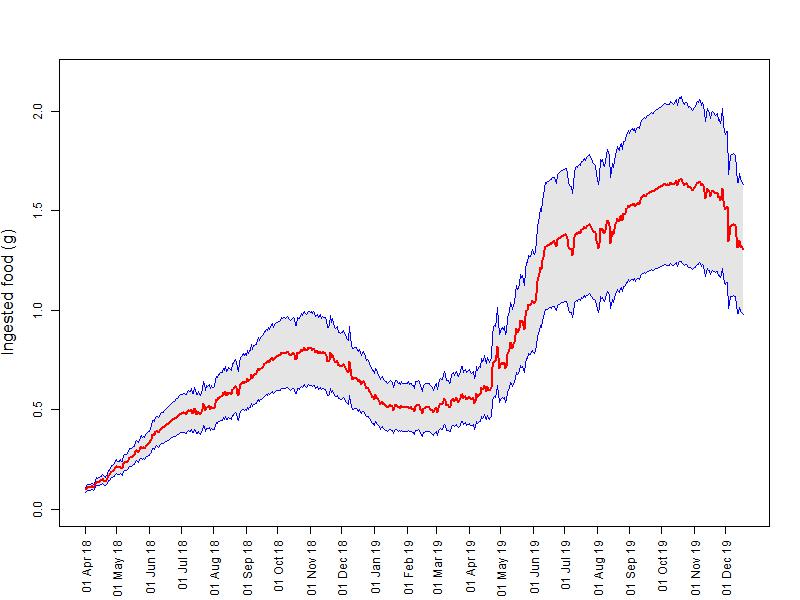 Ingested food (g)
2.0
1.5
1.0
0.5
0.0
01 Apr 18
01 May 18
01 Jun 18
01 Jul 18
01 Aug 18
01 Sep 18
01 Oct 18
01 Nov 18
01 Dec 18
01 Jan 19
01 Feb 19
01 Mar 19
01 Apr 19
01 May 19
01 Jun 19
01 Jul 19
01 Aug 19
01 Sep 19
01 Oct 19
01 Nov 19
01 Dec 19